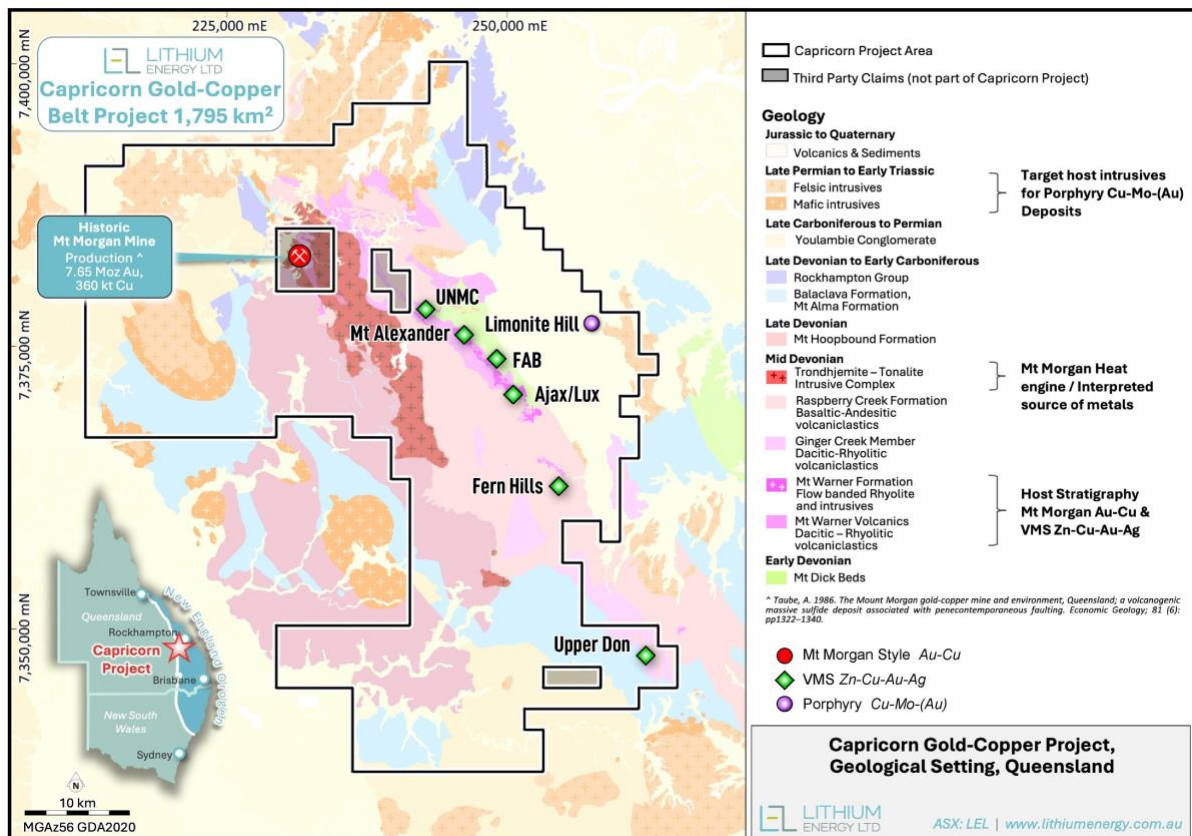 225,000 mE
250,000 mE
7,400,000 mN
7,375,000 mN
7,350,000 mN
LITHIUM
ENERGY LTD
Capricorn Gold-Copper
Belt Project 1,795 km²
Historic
Mt Morgan Mine
Production ^
7.65 Moz Au,
360 kt Cu
UNMC
Mt Alexander
Limonite Hill
FAB
Ajax/Lux
Fern Hills
Upper Don
Townsville
Queensland
Rockhampton
Capricorn
Project
Brisbane
New South
Wales
Sydney
New England Orogen
N
10 km
MGAz56 GDA2020
Capricorn Project Area
Third Party Claims (not part of Capricorn Project)
Geology
Jurassic to Quaternary
Volcanics & Sediments
Late Permian to Early Triassic
Felsic intrusives
Mafic intrusives
Target host intrusives
for Porphyry Cu-Mo-(Au)
Deposits
Late Carboniferous to Permian
Youlambie Conglomerate
Late Devonian to Early Carboniferous
Rockhampton Group
Balaclava Formation,
Mt Alma Formation
Late Devonian
Mt Hoopbound Formation
Mid Devonian
Trondhjemite – Tonalite
Intrusive Complex
Mt Morgan Heat
engine / Interpreted
source of metals
Raspberry Creek Formation
Basaltic-Andesitic
volcaniclastics
Ginger Creek Member
Dacitic-Rhyolitic
volcaniclastics
Mt Warner Formation
Flow banded Rhyolite
and intrusives
Mt Warner Volcanics
Dacitic – Rhyolitic
volcaniclastics
Host Stratigraphy
Mt Morgan Au-Cu &
VMS Zn-Cu-Au-Ag
Early Devonian
Mt Dick Beds
^ Taube, A. 1986. The Mount Morgan gold-copper mine and environment, Queensland; a volcanogenic
massive sulfide deposit associated with penecontemporaneous faulting. Economic Geology; 81 (6):
pp1322–1340.
Mt Morgan Style Au-Cu
VMS Zn-Cu-Au-Ag
Porphyry Cu-Mo-(Au)
Capricorn Gold-Copper Project,
Geological Setting, Queensland
LITHIUM
ENERGY LTD
ASX: LEL | www.lithiumenergy.com.au